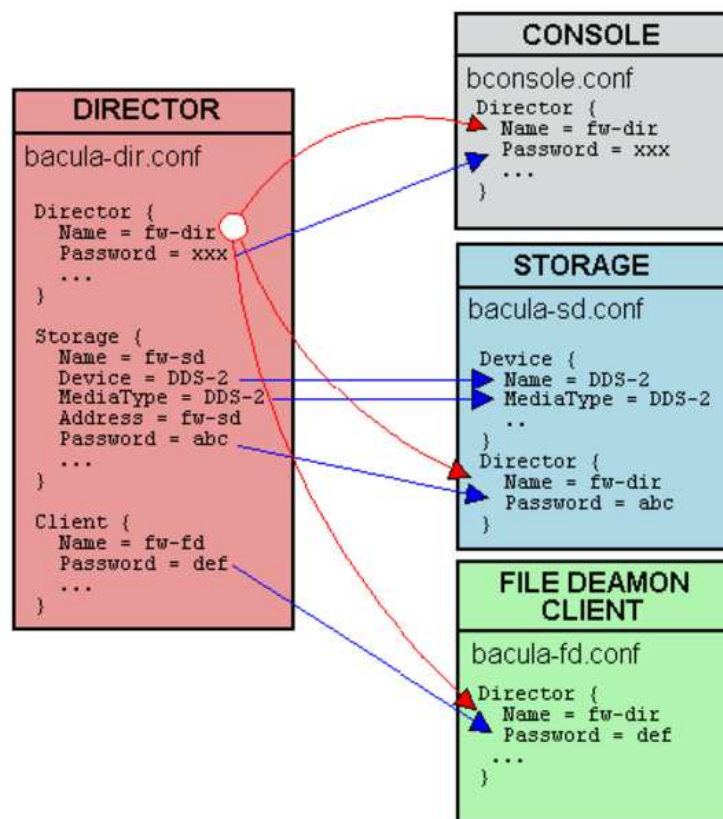 DIRECTOR
bacula-dir.conf
Director {
Name = fw-dir
Password = xxx
...
}
Storage {
Name = fw-sd
Device = DDS-2
MediaType = DDS-2
Address = fw-sd
Password = abc
...
}
Client {
Name = fw-fd
Password = def
...
}
CONSOLE
bconsole.conf
Director {
Name = fw-dir
Password = xxx
...
}
STORAGE
bacula-sd.conf
Device {
Name = DDS-2
MediaType = DDS-2
..
}
Director {
Name = fw-dir
Password = abc
}
FILE DEAMON
CLIENT
bacula-fd.conf
Director {
Name = fw-dir
Password = def
...
}